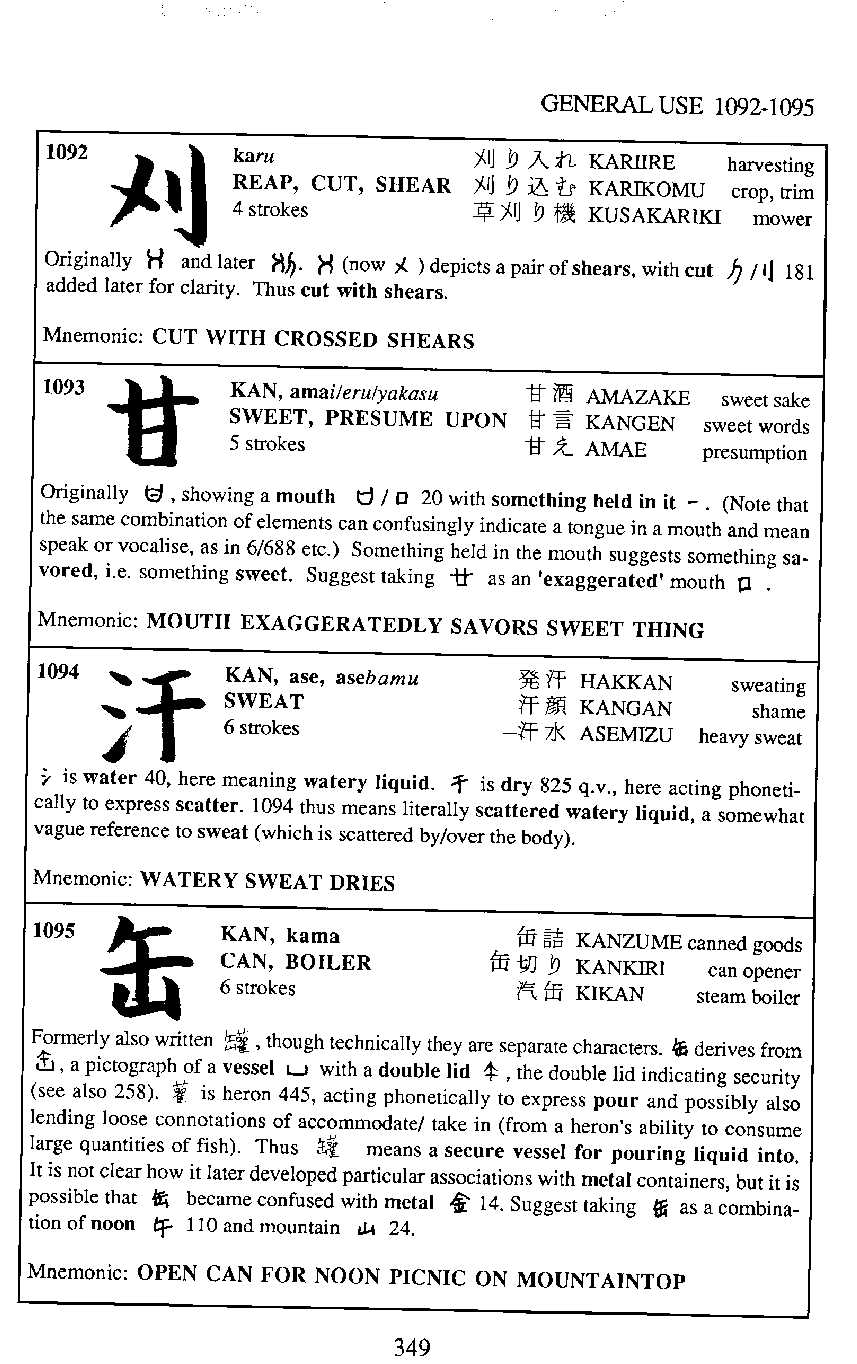 GENERAL USE 1092-1095
1092 刈 karu 刈り入れ KARIIRE harvesting
REAP, CUT, SHEAR 刈り込む KARIKOMU crop, trim
4 strokes 草刈り機 KUSAKARIKI mower
Originally and later . (now 㐅 ) depicts a pair of shears, with cut / 刂 181
added later for clarity. Thus cut with shears.
Mnemonic: CUT WITH CROSSED SHEARS
1093 甘 KAN, amai/eru/yakasu 甘酒 AMAZAKE sweet sake
SWEET, PRESUME UPON 甘言 KANGEN sweet words
5 strokes 甘え AMAE presumption
Originally , showing a mouth / 口 20 with something held in it - . (Note that
the same combination of elements can confusingly indicate a tongue in a mouth and mean
speak or vocalise, as in 6/688 etc.) Something held in the mouth suggests something sa-
vored, i.e. something sweet. Suggest taking 廿 as an 'exaggerated' mouth 口 .
Mnemonic: MOUTH EXAGGERATEDLY SAVORS SWEET THING
1094 汗 KAN, ase, asebamu 発汗 HAKKAN sweating
SWEAT 汗顔 KANGAN shame
6 strokes –汗水 ASEMIZU heavy sweat
氵 is water 40, here meaning watery liquid. 干 is dry 825 q.v., here acting phoneti-
cally to express scatter. 1094 thus means literally scattered watery liquid, a somewhat
vague reference to sweat (which is scattered by/over the body).
Mnemonic: WATERY SWEAT DRIES
1095 缶 KAN, kama 缶詰 KANZUME canned goods
CAN, BOILER 缶切り KANKIRI can opener
6 strokes 汽缶 KIKAN steam boiler
Formerly also written 罐 , though technically they are separate characters. 缶 derives from
, a pictograph of a vessel with a double lid , the double lid indicating security
(see also 258). 雚 is heron 445, acting phonetically to express pour and possibly also
lending loose connotations of accommodate/ take in (from a heron's ability to consume
large quantities of fish). Thus 罐 means a secure vessel for pouring liquid into.
It is not clear how it later developed particular associations with metal containers, but it is
possible that 缶 became confused with metal 金 14. Suggest taking 缶 as a combina-
tion of noon 午 110 and mountain 山 24.
Mnemonic: OPEN CAN FOR NOON PICNIC ON MOUNTAINTOP
349